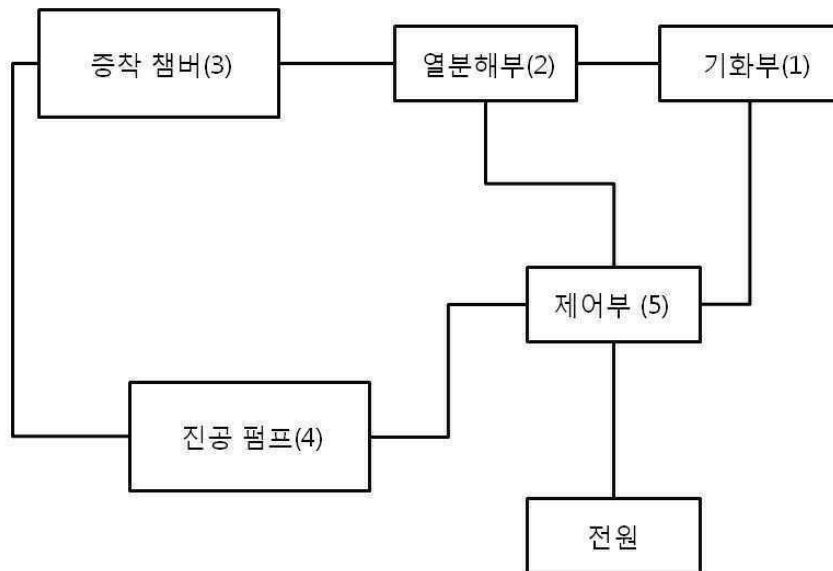 증착 챔버(3)
열분해부(2)
기화부(1)
제어부 (5)
진공 펌프(4)
전원